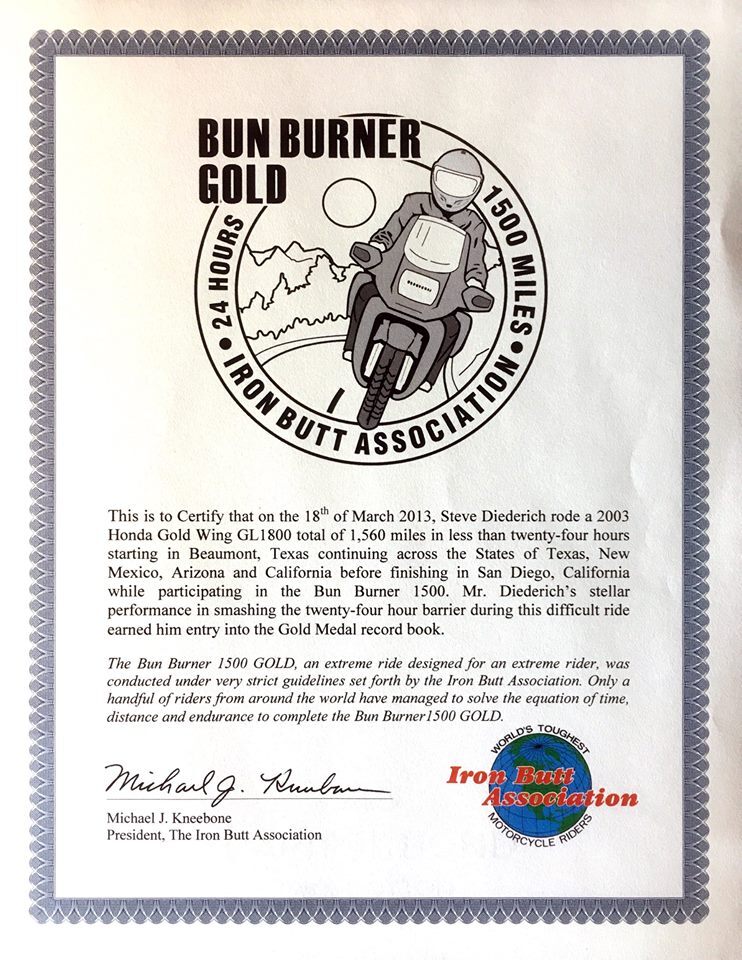 BUN BURNER
GOLD
24 HOURS • IRON BUTT ASSOCIATION • 1500 MILES
This is to Certify that on the 18th of March 2013, Steve Diederich rode a 2003
Honda Gold Wing GL1800 total of 1,560 miles in less than twenty-four hours
starting in Beaumont, Texas continuing across the States of Texas, New
Mexico, Arizona and California before finishing in San Diego, California
while participating in the Bun Burner 1500. Mr. Diederich's stellar
performance in smashing the twenty-four hour barrier during this difficult ride
earned him entry into the Gold Medal record book.
The Bun Burner 1500 GOLD, an extreme ride designed for an extreme rider, was
conducted under very strict guidelines set forth by the Iron Butt Association. Only a
handful of riders from around the world have managed to solve the equation of time,
distance and endurance to complete the Bun Burner1500 GOLD.
WORLD'S TOUGHEST
Iron Butt
Association
MOTORCYCLE RIDERS
Michael J. Kneebone
Michael J. Kneebone
President, The Iron Butt Association